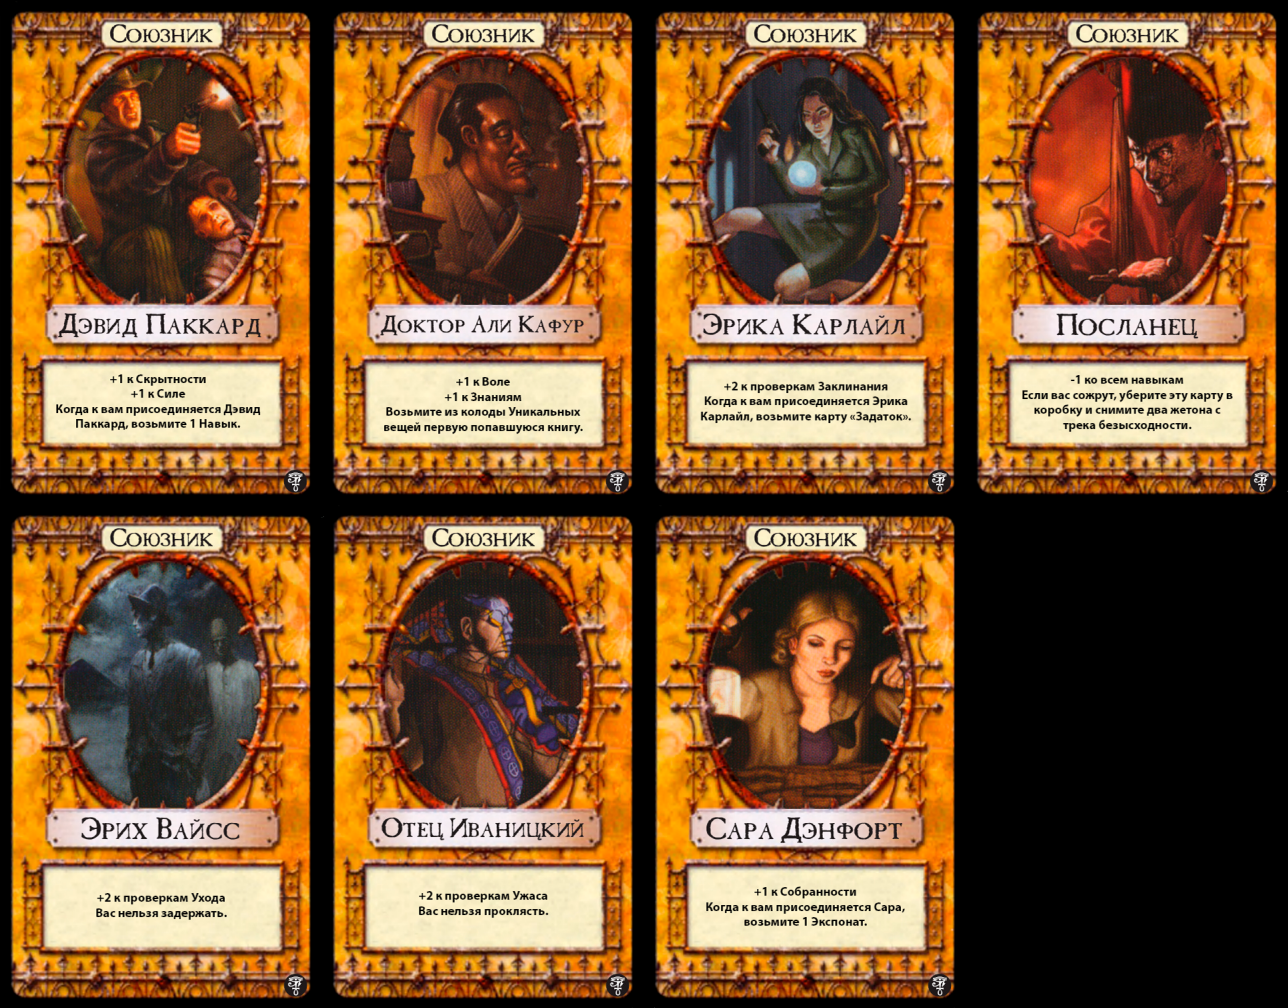 Союзник
Дэвид Паккард
+1 к Скрытности
+1 к Силе
Когда к вам присоединяется Дэвид
Паккард, возьмите 1 Навык.
Союзник
Доктор Али Кафур
+1 к Воле
+1 к Знаниям
Возьмите из колоды Уникальных
вещей первую попавшуюся книгу.
Союзник
Эрика Карлайл
+2 к проверкам Заклинания
Когда к вам присоединяется Эрика
Карлайл, возьмите карту «Задаток».
Союзник
Посланец
-1 ко всем навыкам
Если вас сожрут, уберите эту карту в
коробку и снимите два жетона с
трека безысходности.
Союзник
Эрих Вайсс
+2 к проверкам Ухода
Вас нельзя задержать.
Союзник
Отец Иваницкий
+2 к проверкам Ужаса
Вас нельзя проклясть.
Союзник
Сара Дэнфорт
+1 к Собранности
Когда к вам присоединяется Сара,
возьмите 1 Экспонат.